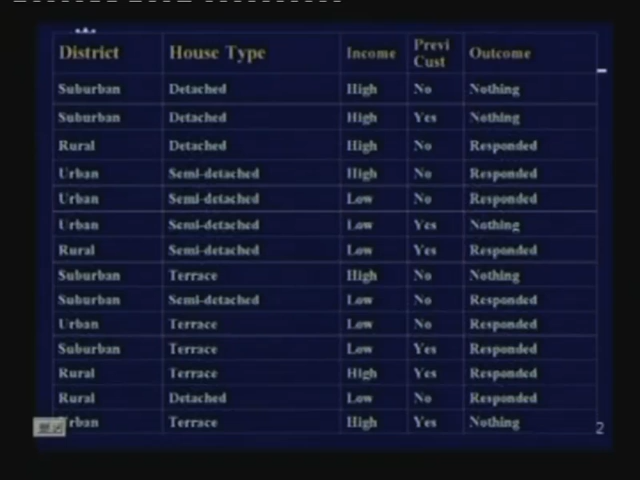 District House Type Income Previ Cust Outcome
Suburban Detached High No Nothing
Suburban Detached High Yes Nothing
Rural Detached High No Responded
Urban Semi-detached High No Responded
Urban Semi-detached Low No Responded
Urban Semi-detached Low Yes Nothing
Rural Semi-detached Low Yes Responded
Suburban Terrace High No Nothing
Suburban Semi-detached Low No Responded
Urban Terrace Low No Responded
Suburban Terrace Low Yes Responded
Rural Terrace High Yes Responded
Rural Detached Low No Responded
rban Terrace High Yes Nothing
2